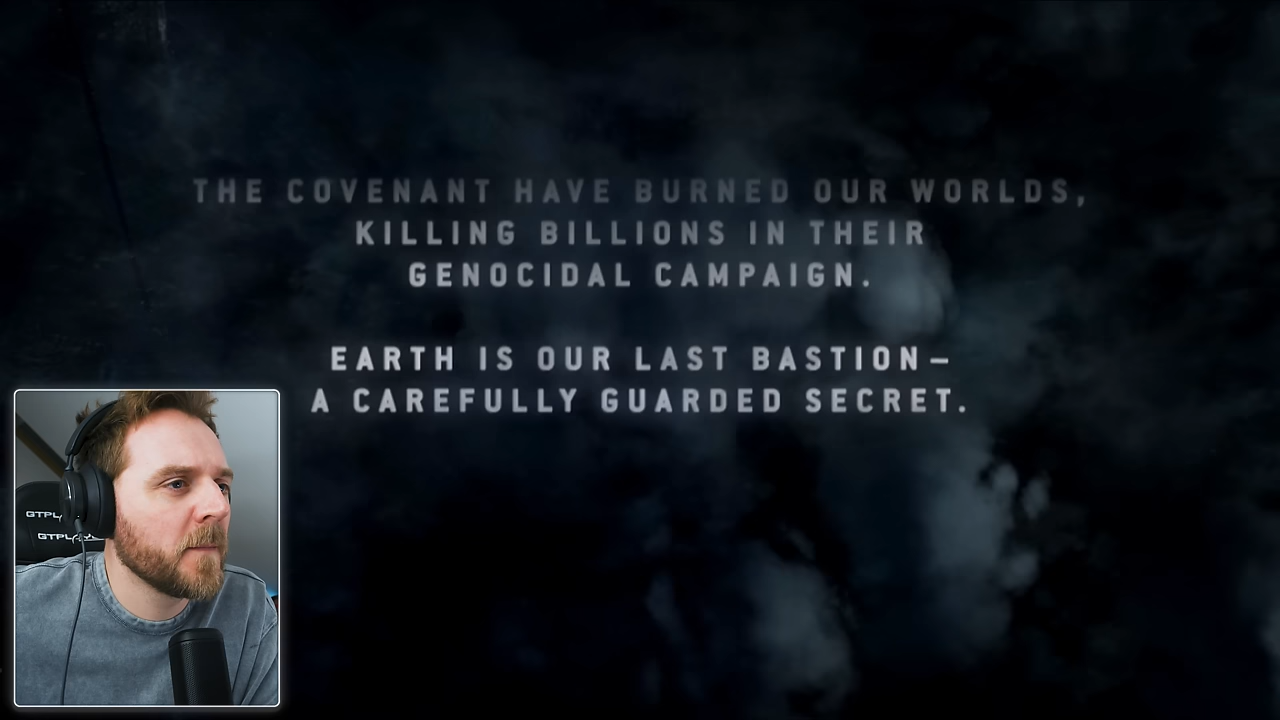 THE COVENANT HAVE BURNED OUR WORLDS,
KILLING BILLIONS IN THEIR
GENOCIDAL CAMPAIGN.
EARTH IS OUR LAST BASTION—
A CAREFULLY GUARDED SECRET.